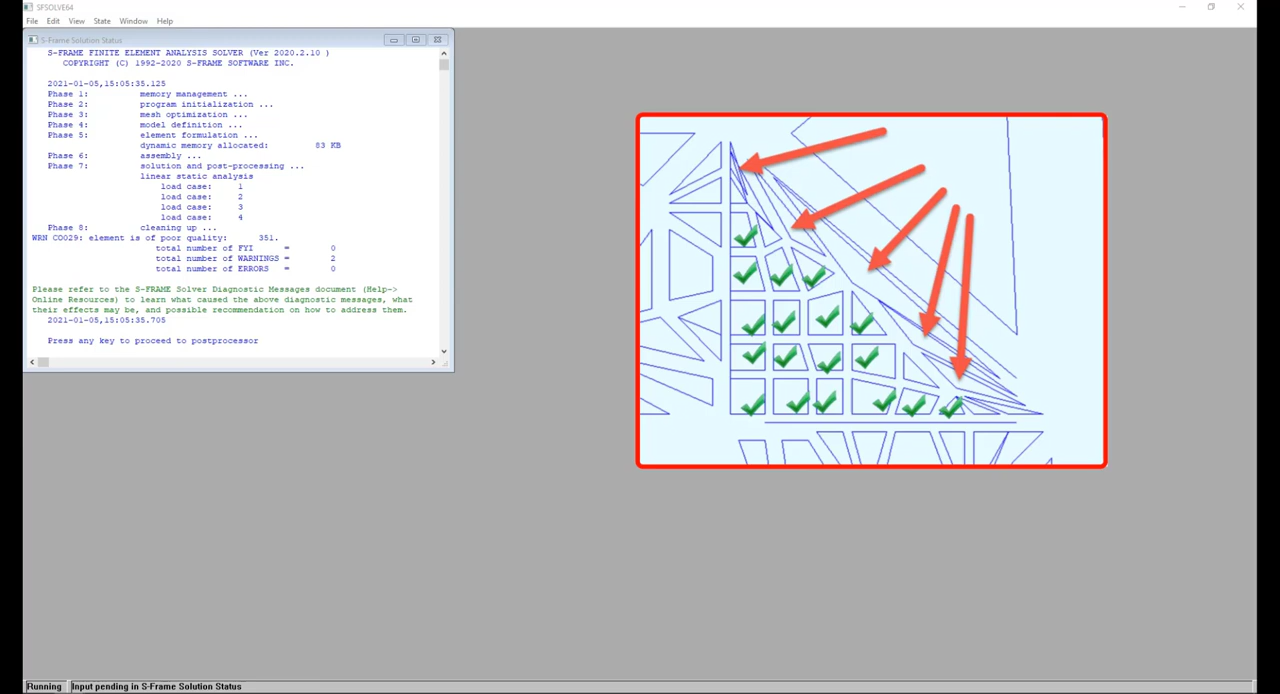 SFSOLVE64
File Edit View State Window Help
S-Frame Solution Status
S-FRAME FINITE ELEMENT ANALYSIS SOLVER (Ver 2020.2.10 )
COPYRIGHT (C) 1992-2020 S-FRAME SOFTWARE INC.
2021-01-05,15:05:35.125
Phase 1: memory management ...
Phase 2: program initialization ...
Phase 3: mesh optimization ...
Phase 4: model definition ...
Phase 5: element formulation ...
dynamic memory allocated: 83 KB
Phase 6: assembly ...
Phase 7: solution and post-processing ...
linear static analysis
load case: 1
load case: 2
load case: 3
load case: 4
Phase 8: cleaning up ...
WRN CO029: element is of poor quality: 351.
total number of FYI = 0
total number of WARNINGS = 2
total number of ERRORS = 0
Please refer to the S-FRAME Solver Diagnostic Messages document (Help->
Online Resources) to learn what caused the above diagnostic messages, what
their effects may be, and possible recommendation on how to address them.
2021-01-05,15:05:35.705
Press any key to proceed to postprocessor
Running Input pending in S-Frame Solution Status